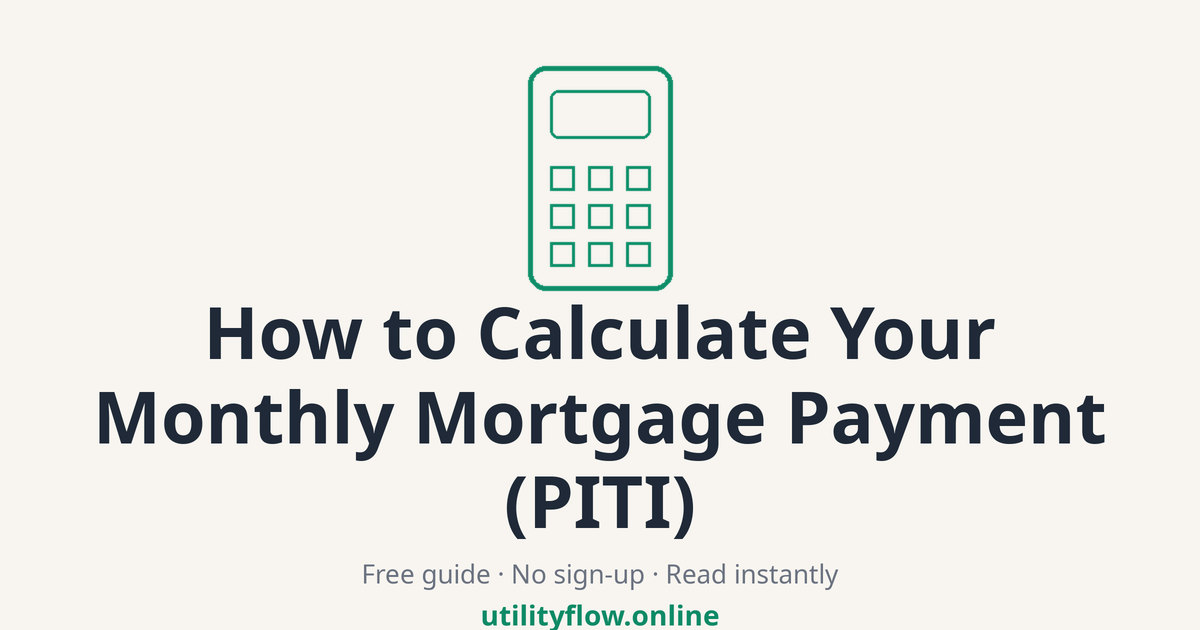 How to Calculate Your
Monthly Mortgage Payment
(PITI)
Free guide · No sign-up · Read instantly
utilityflow.online